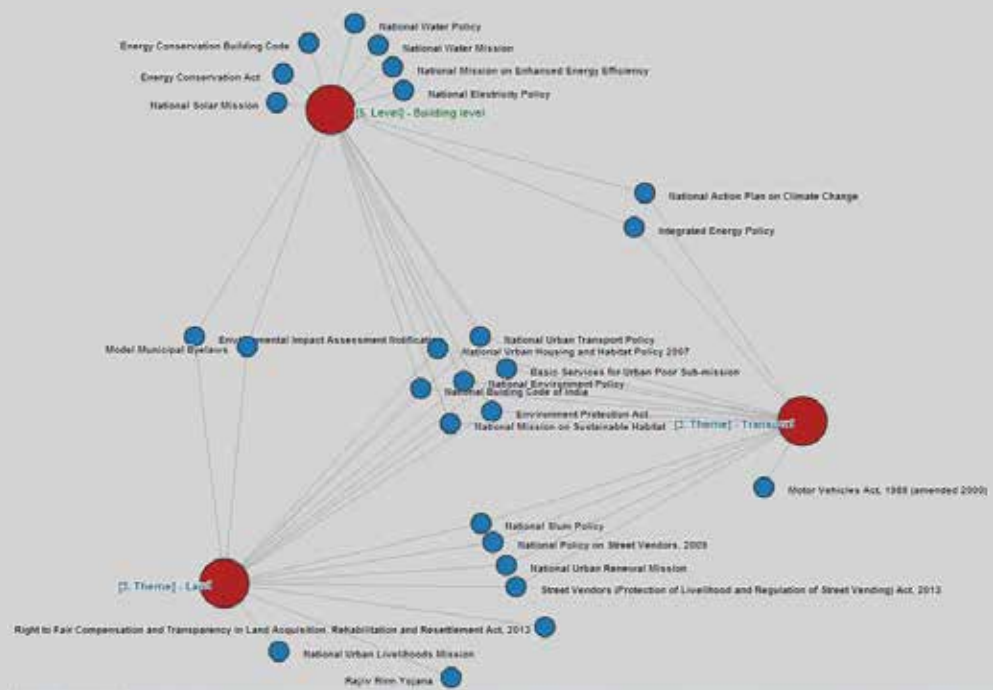 National Water Policy
Energy Conservation Building Code
National Water Mission
National Mission on Enhanced Energy Efficiency
Energy Conservation Act
National Electricity Policy
National Solar Mission
[5. Level] - Building level
National Action Plan on Climate Change
Integrated Energy Policy
Environmental Impact Assessment Notification
National Urban Transport Policy
Model Municipal Byelaws
National Urban Housing and Habitat Policy 2007
Basic Services for Urban Poor Sub-mission
National Environment Policy
National Building Code of India
Environment Protection Act
National Mission on Sustainable Habitat
Theme] - Transport
Motor Vehicles Act, 1988 (amended 2000)
National Slum Policy
National Policy on Street Vendors, 2009
National Urban Renewal Mission
[3. Theme] - Land
Street Vendors (Protection of Livelihood and Regulation of Street Vending) Act, 2013
Right to Fair Compensation and Transparency in Land Acquisition. Rehabilitation and Resettlement Act, 2013
National Urban Livelihoods Mission
Rajiv Rinn Yojana